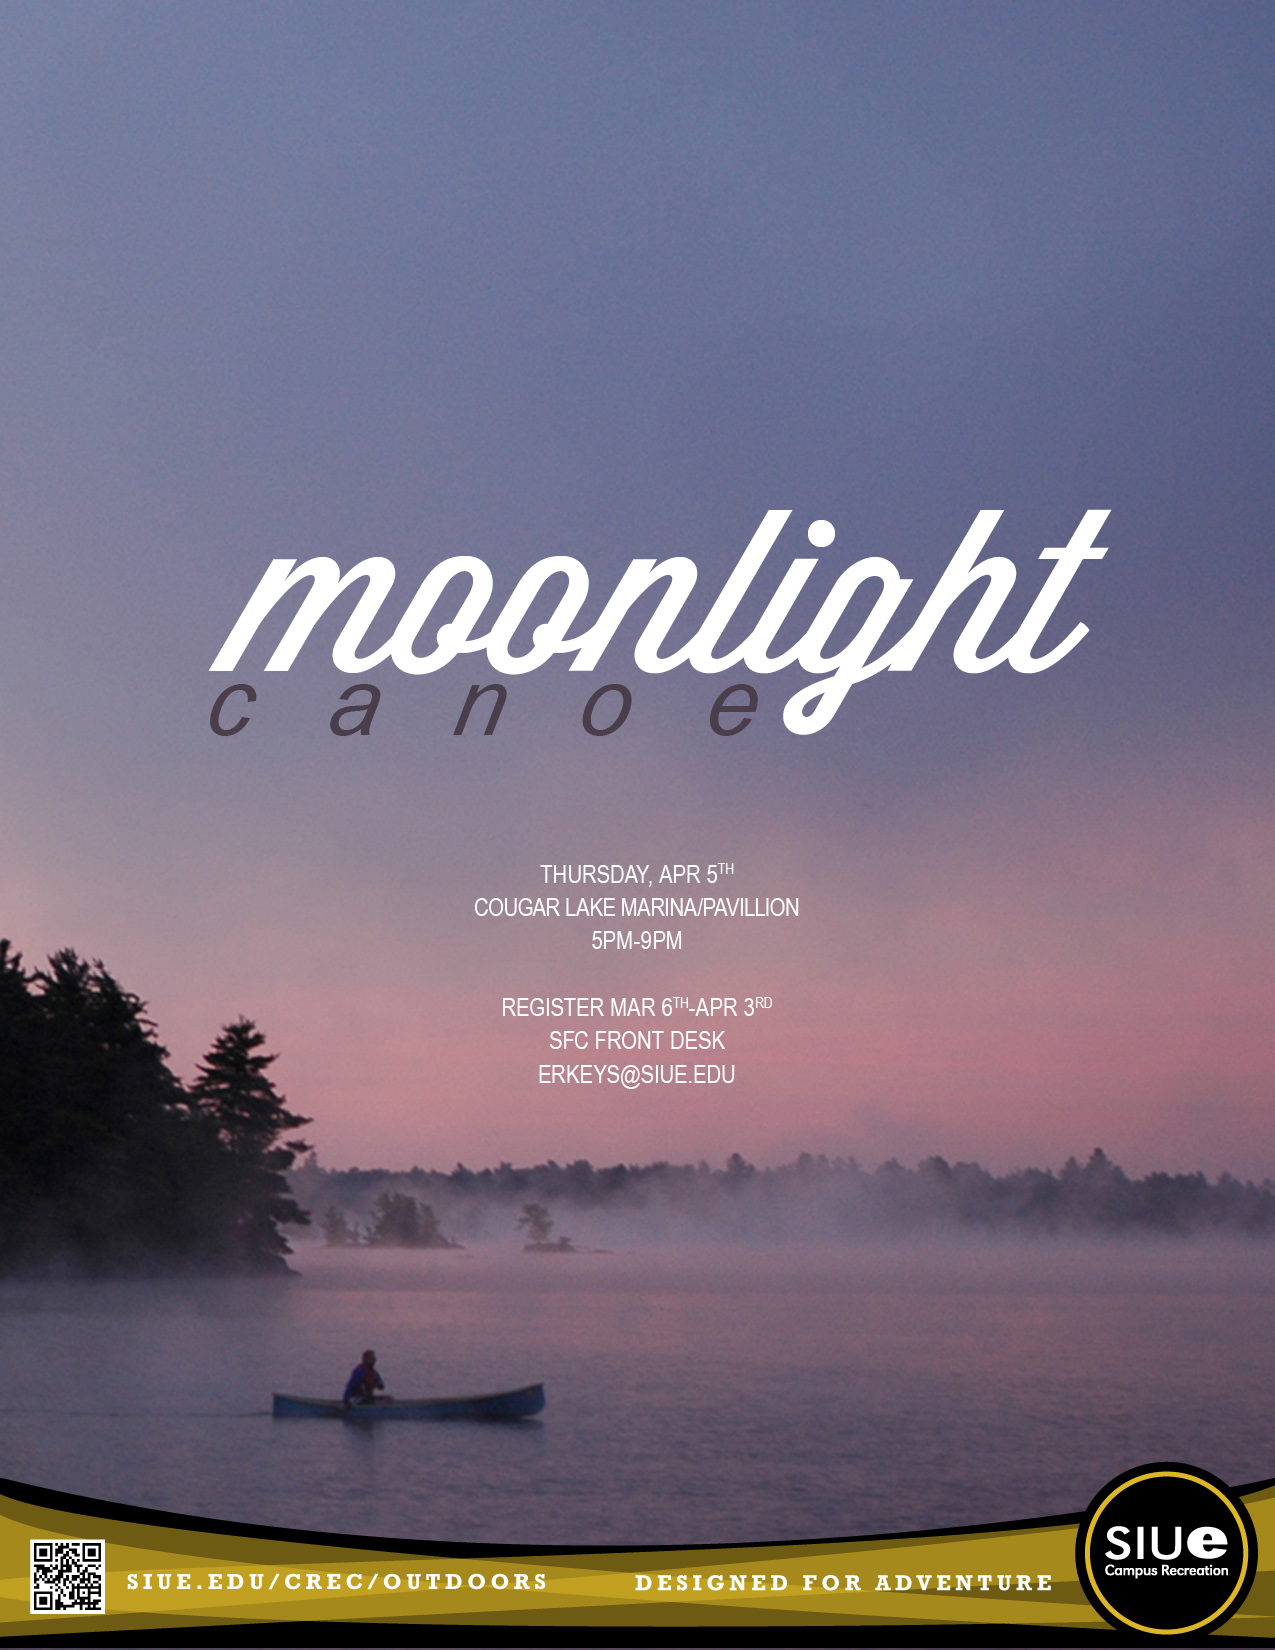 moonlight
canoe
THURSDAY, APR 5TH
COUGAR LAKE MARINA/PAVILLION
5PM-9PM
REGISTER MAR 6TH-APR 3RD
SFC FRONT DESK
ERKEYS@SIUE.EDU
SIUE.EDU/CREC/OUTDOORS
DESIGNED FOR ADVENTURE
SIUe
Campus Recreation